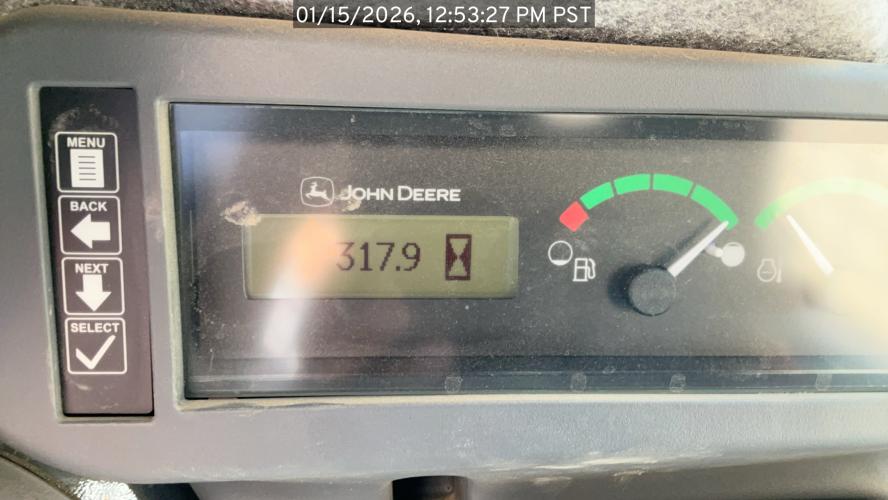 01/15/2026, 12:53:27 PM PST
MENU
BACK
NEXT
SELECT
JOHN DEERE
317.9